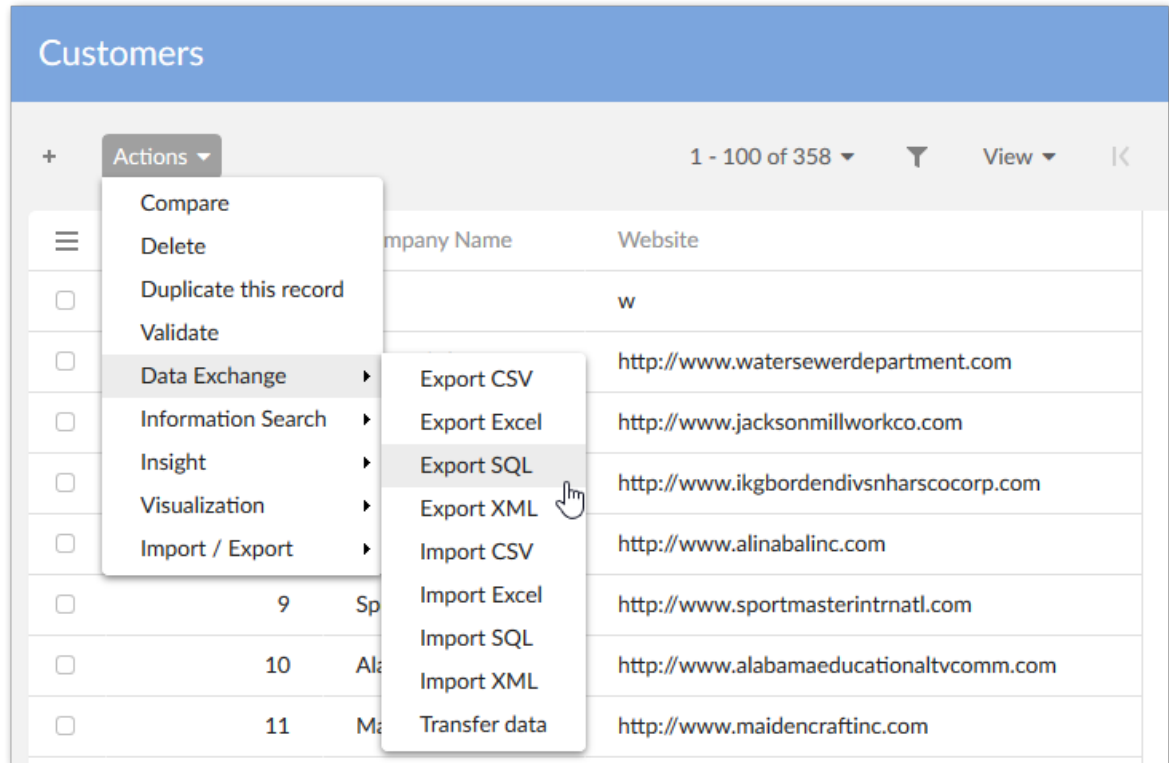 Customers
+ Actions 1 - 100 of 358 View
Compare
Delete
Duplicate this record
Validate
Data Exchange
Information Search
Insight
Visualization
Import / Export
Export CSV
Export Excel
Export SQL
Export XML
Import CSV
Import Excel
Import SQL
Import XML
Transfer data
mpany Name Website
w
http://www.watersewerdepartment.com
http://www.jacksonmillworkco.com
http://www.ikgbordendivsnharscocorp.com
http://www.alinabalinc.com
9 Sp http://www.sportmasterintrnatl.com
10 Ala http://www.alabamaeducationaltvcomm.com
11 Ma http://www.maidencraftinc.com